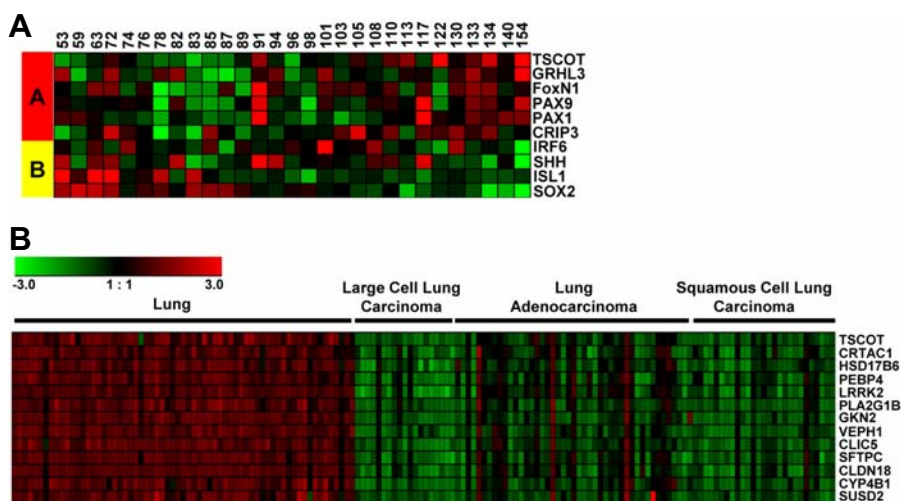 A
53 59 63 72 74 76 78 82 83 85 87 89 91 94 96 98 101 103 105 108 110 113 117 122 130 133 134 140 154
A
B
TSCOT
GRHL3
FoxN1
PAX9
PAX1
CRIP3
IRF6
SHH
ISL1
SOX2
B
-3.0 1 : 1 3.0
Lung
Large Cell Lung Carcinoma
Lung Adenocarcinoma
Squamous Cell Lung Carcinoma
TSCOT
CRTAC1
HSD17B6
PEBP4
LRRK2
PLA2G1B
GKN2
VEPH1
CLIC5
SFTPC
CLDN18
CYP4B1
SUSD2